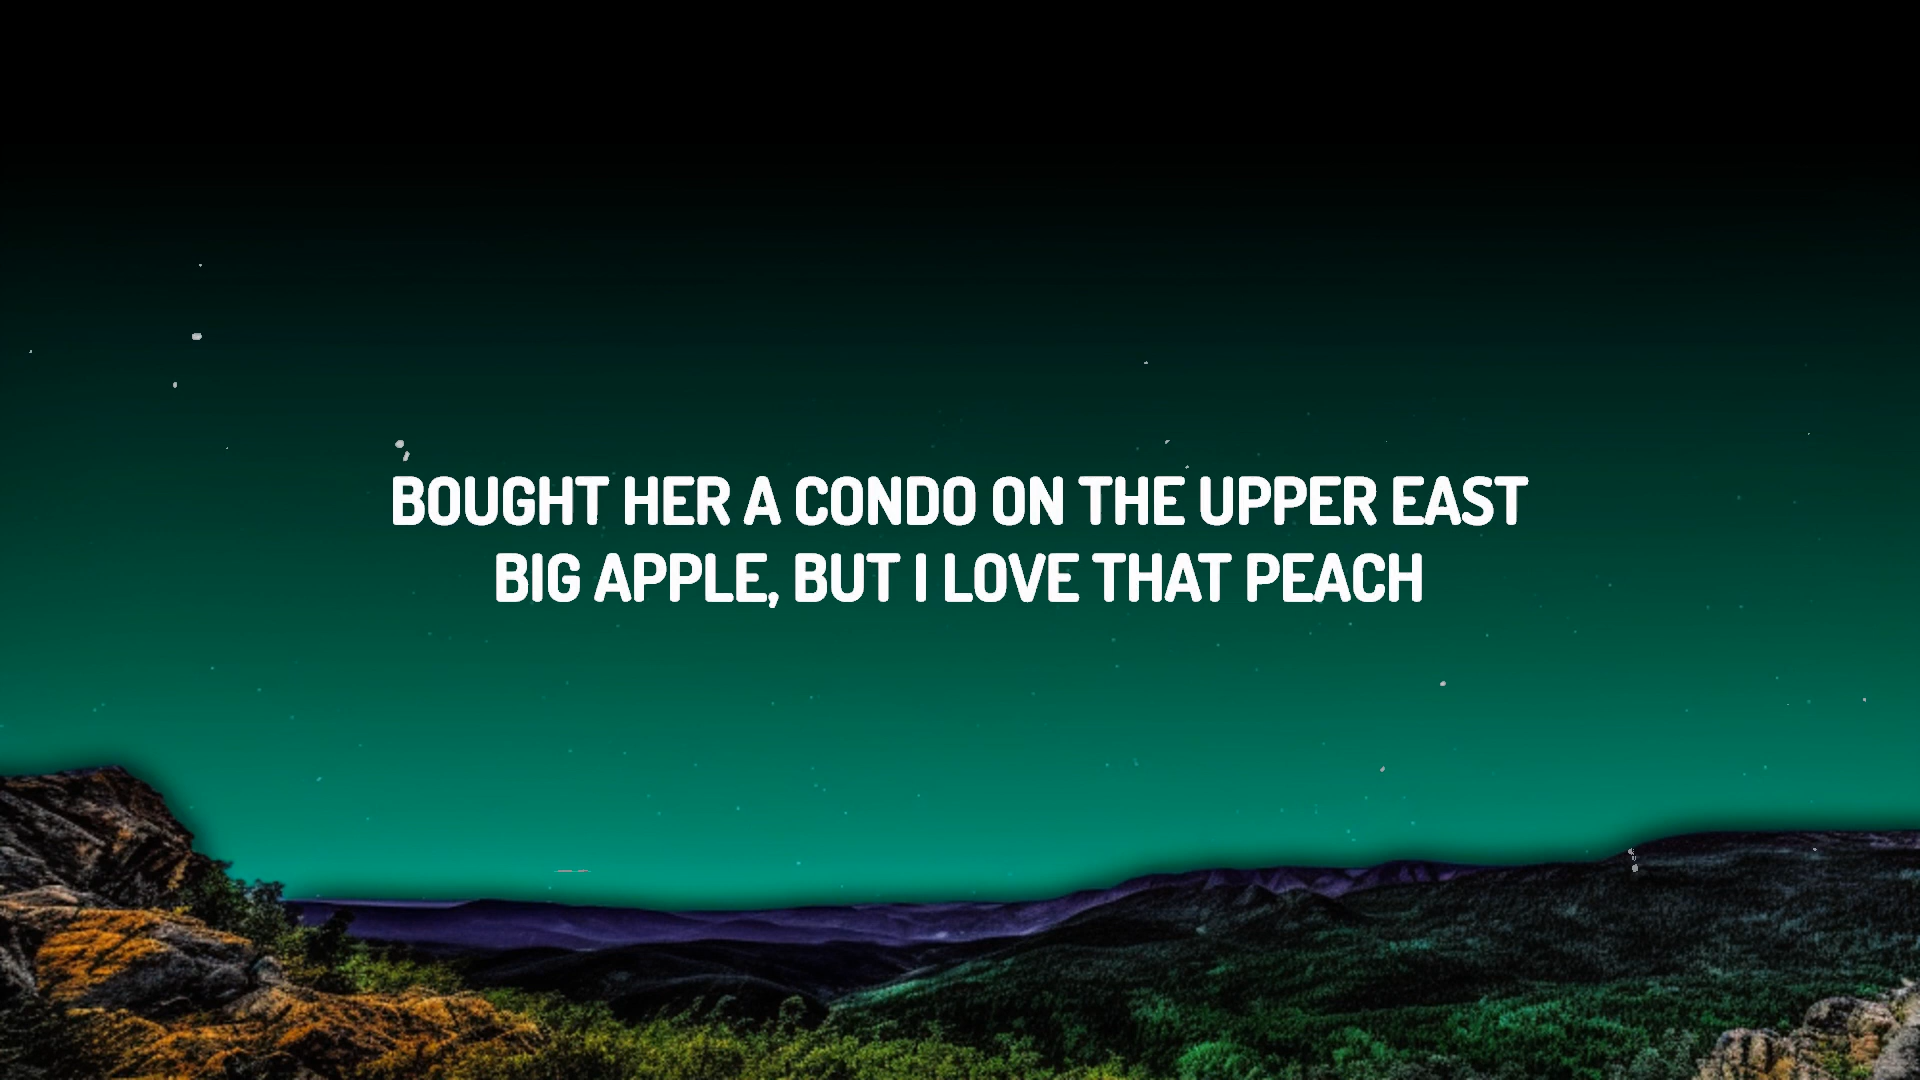 BOUGHT HER A CONDO ON THE UPPER EAST
BIG APPLE, BUT I LOVE THAT PEACH